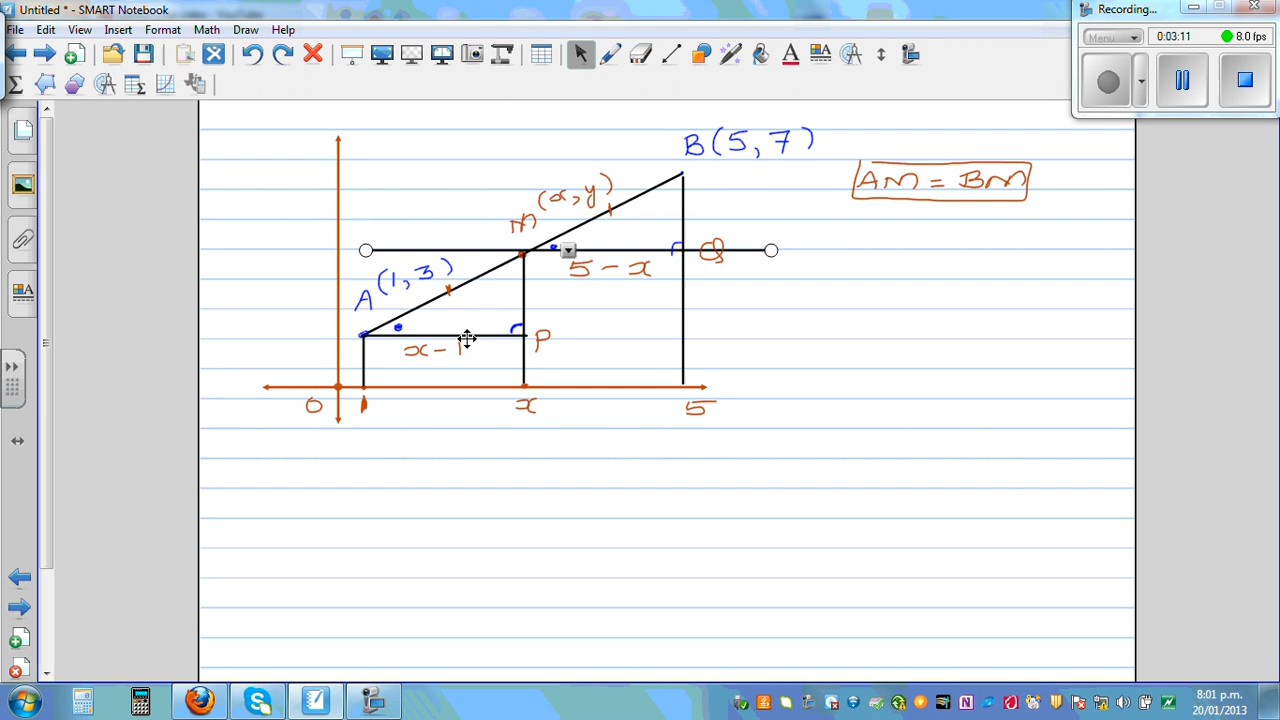 Untitled * - SMART Notebook
File Edit View Insert Format Math Draw Help
Recording...
Menu
0:03:11
8.0 fps
B(5,7)
AM = BM
M(x,y)
A(1,3)
5-x
Q
x-1
P
0
1
x
5
8:01 p.m.
20/01/2013